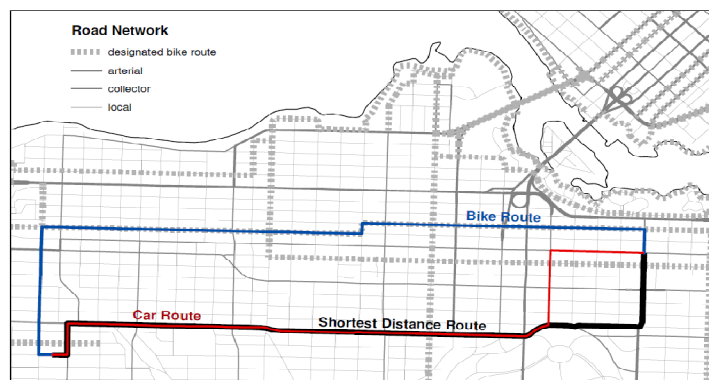 Road Network
designated bike route
arterial
collector
local
Bike Route
Car Route
Shortest Distance Route